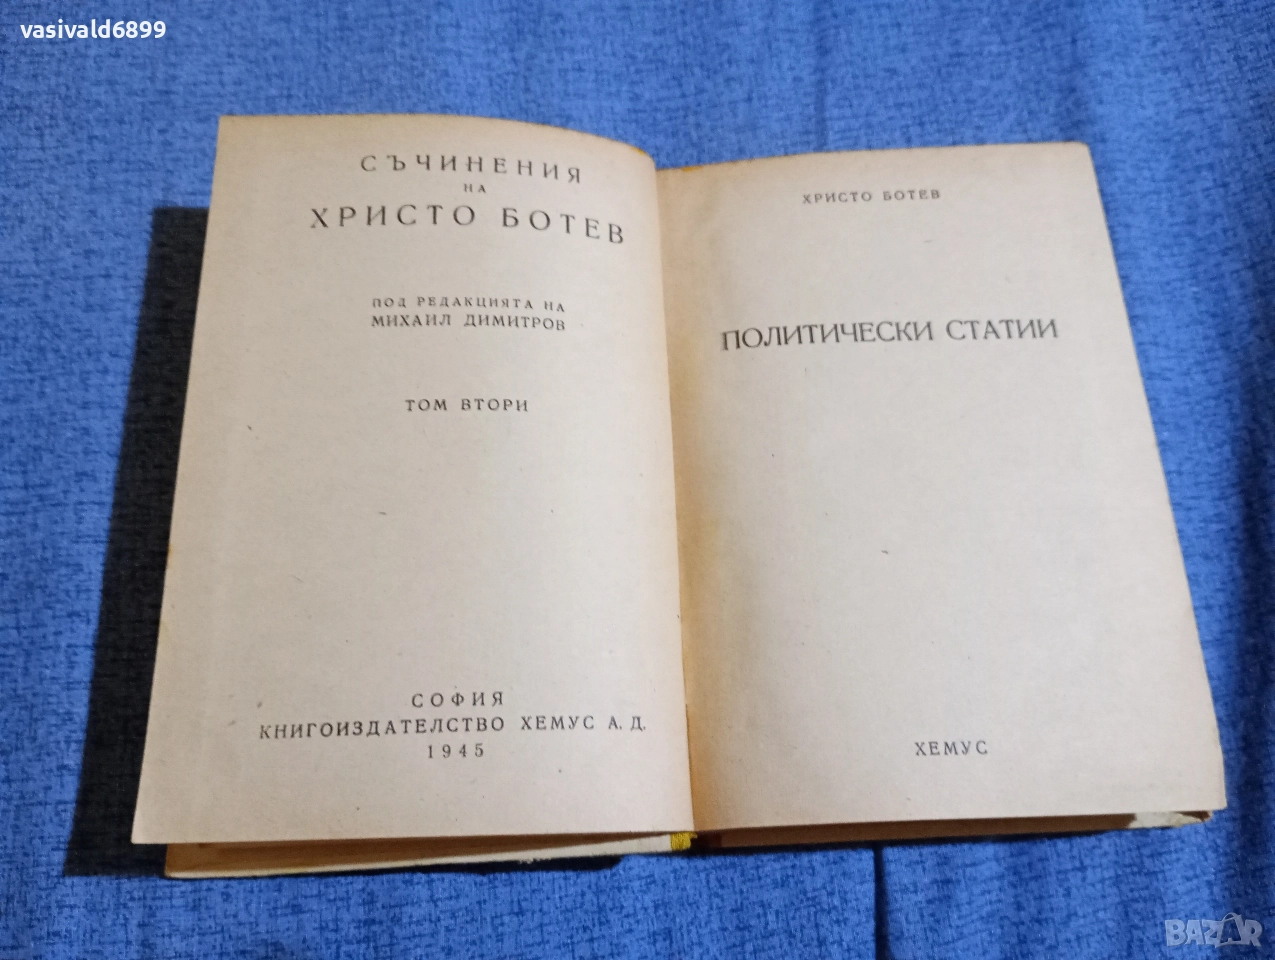 vasivald6899
СЪЧИНЕНИЯ
НА
ХРИСТО БОТЕВ
ПОД РЕДАКЦИЯТА НА
МИХАИЛ ДИМИТРОВ
ТОМ ВТОРИ
СОФИЯ
КНИГОИЗДАТЕЛСТВО ХЕМУС А. Д.
1945
ХРИСТО БОТЕВ
ПОЛИТИЧЕСКИ СТАТИИ
ХЕМУС
BAZAR